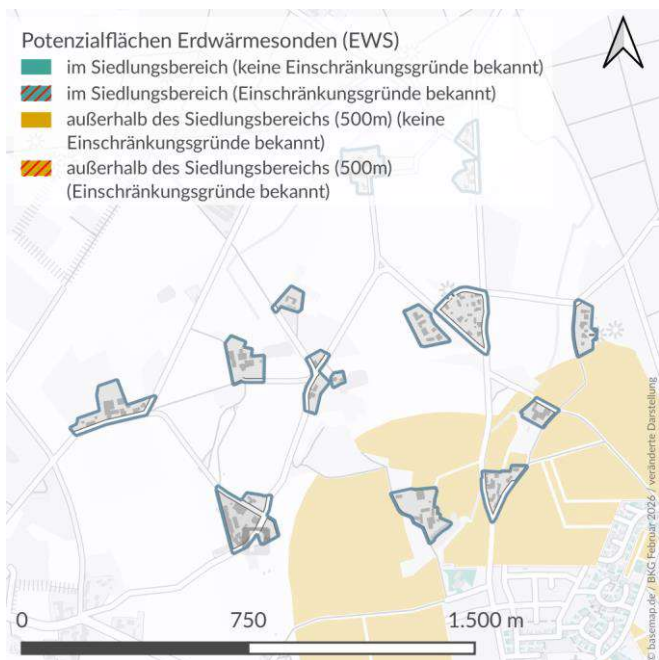 Potenzialflächen Erdwärmesonden (EWS)
im Siedlungsbereich (keine Einschränkungsgründe bekannt)
im Siedlungsbereich (Einschränkungsgründe bekannt)
außerhalb des Siedlungsbereichs (500m) (keine
Einschränkungsgründe bekannt)
außerhalb des Siedlungsbereichs (500m)
(Einschränkungsgründe bekannt)
© basemap.de / BKG Februar 2026 / veränderte Darstellung
0 750 1.500 m